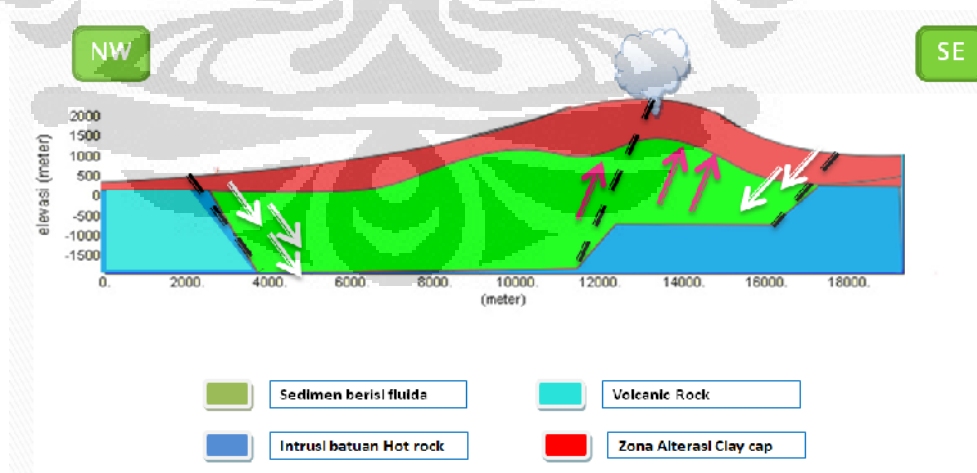 NW
SE
2000
1500
1000
500
0
-500
-1000
-1500
elevasi (meter)
0. 2000. 4000. 6000. 8000. 10000. 12000. 14000. 16000. 18000.
(meter)
Sedimen berisi fluida
Volcanic Rock
Intrusi batuan Hot rock
Zona Alterasi Clay cap